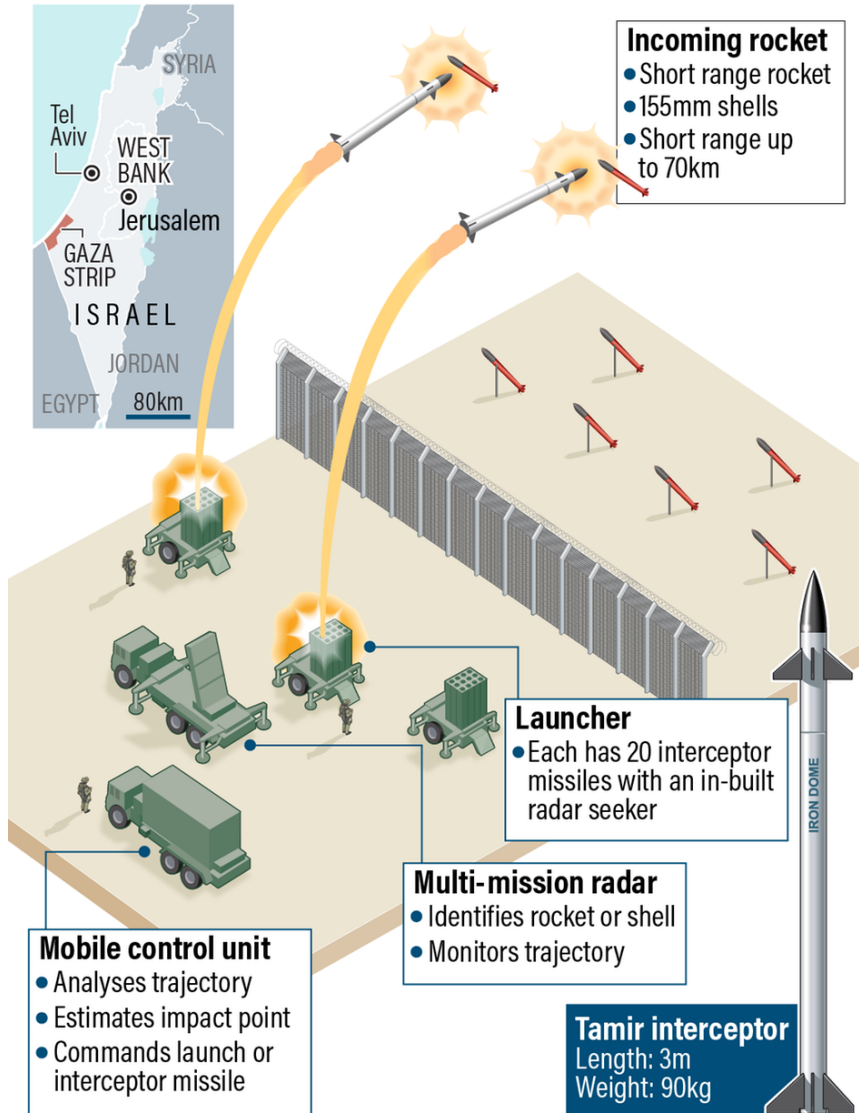 SYRIA
Tel
Aviv
WEST
BANK
Jerusalem
GAZA
STRIP
ISRAEL
JORDAN
EGYPT
80km
Incoming rocket
• Short range rocket
• 155mm shells
• Short range up
to 70km
Launcher
• Each has 20 interceptor
missiles with an in-built
radar seeker
Multi-mission radar
• Identifies rocket or shell
• Monitors trajectory
Mobile control unit
• Analyses trajectory
• Estimates impact point
• Commands launch or
interceptor missile
IRON DOME
Tamir interceptor
Length: 3m
Weight: 90kg